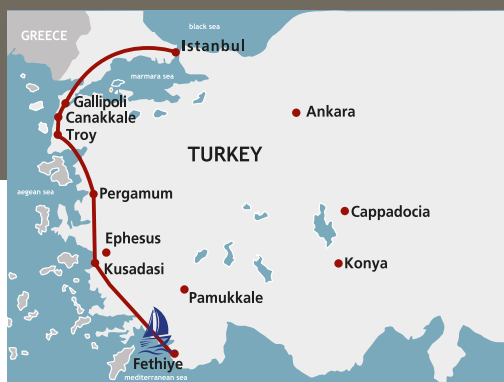 black sea
GREECE
Istanbul
marmara sea
Gallipoli
Canakkale
Troy
Ankara
TURKEY
aegean sea
Pergamum
Cappadocia
Ephesus
Kusadasi
Konya
Pamukkale
Fethiye
mediterranean sea